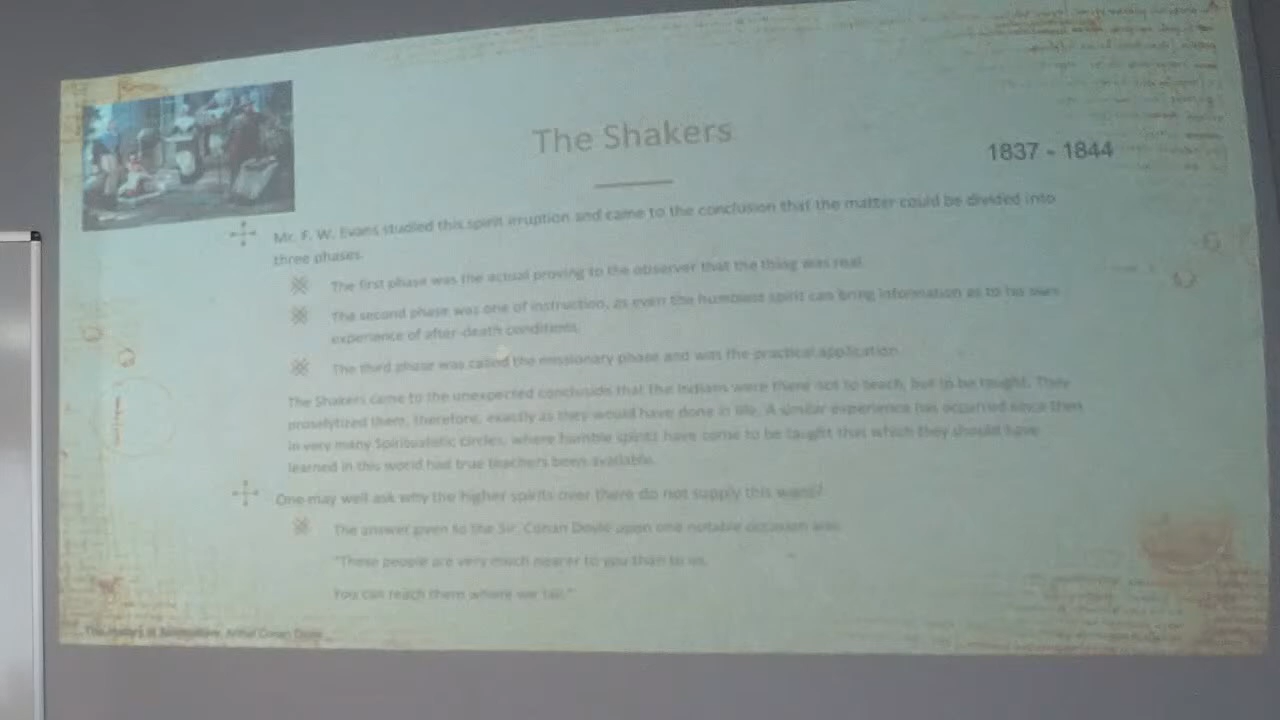 The Shakers
1837 - 1844
Mr. F. W. Evans studied this spirit irruption and came to the conclusion that the matter could be divided into
three phases.
The first phase was the actual proving to the observer that the thing was real.
The second phase was one of instruction, as even the humblest spirit can bring information as to his own
experience of after-death conditions.
The third phase was called the missionary phase and was the practical application.
The Shakers came to the unexpected conclusion that the Indians were there not to teach, but to be taught. They
proselytized them, therefore, exactly as they would have done in life. A similar experience has occurred since then
in very many Spiritualistic circles, where humble spirits have come to be taught that which they should have
learned in this world had true teachers been available.
One may well ask why the higher spirits over there do not supply this want?
The answer given to the Sir. Conan Doyle upon one notable occasion was:
"These people are very much nearer to you than to us.
You can reach them where we fail."
The History of Spiritualism, Arthur Conan Doyle